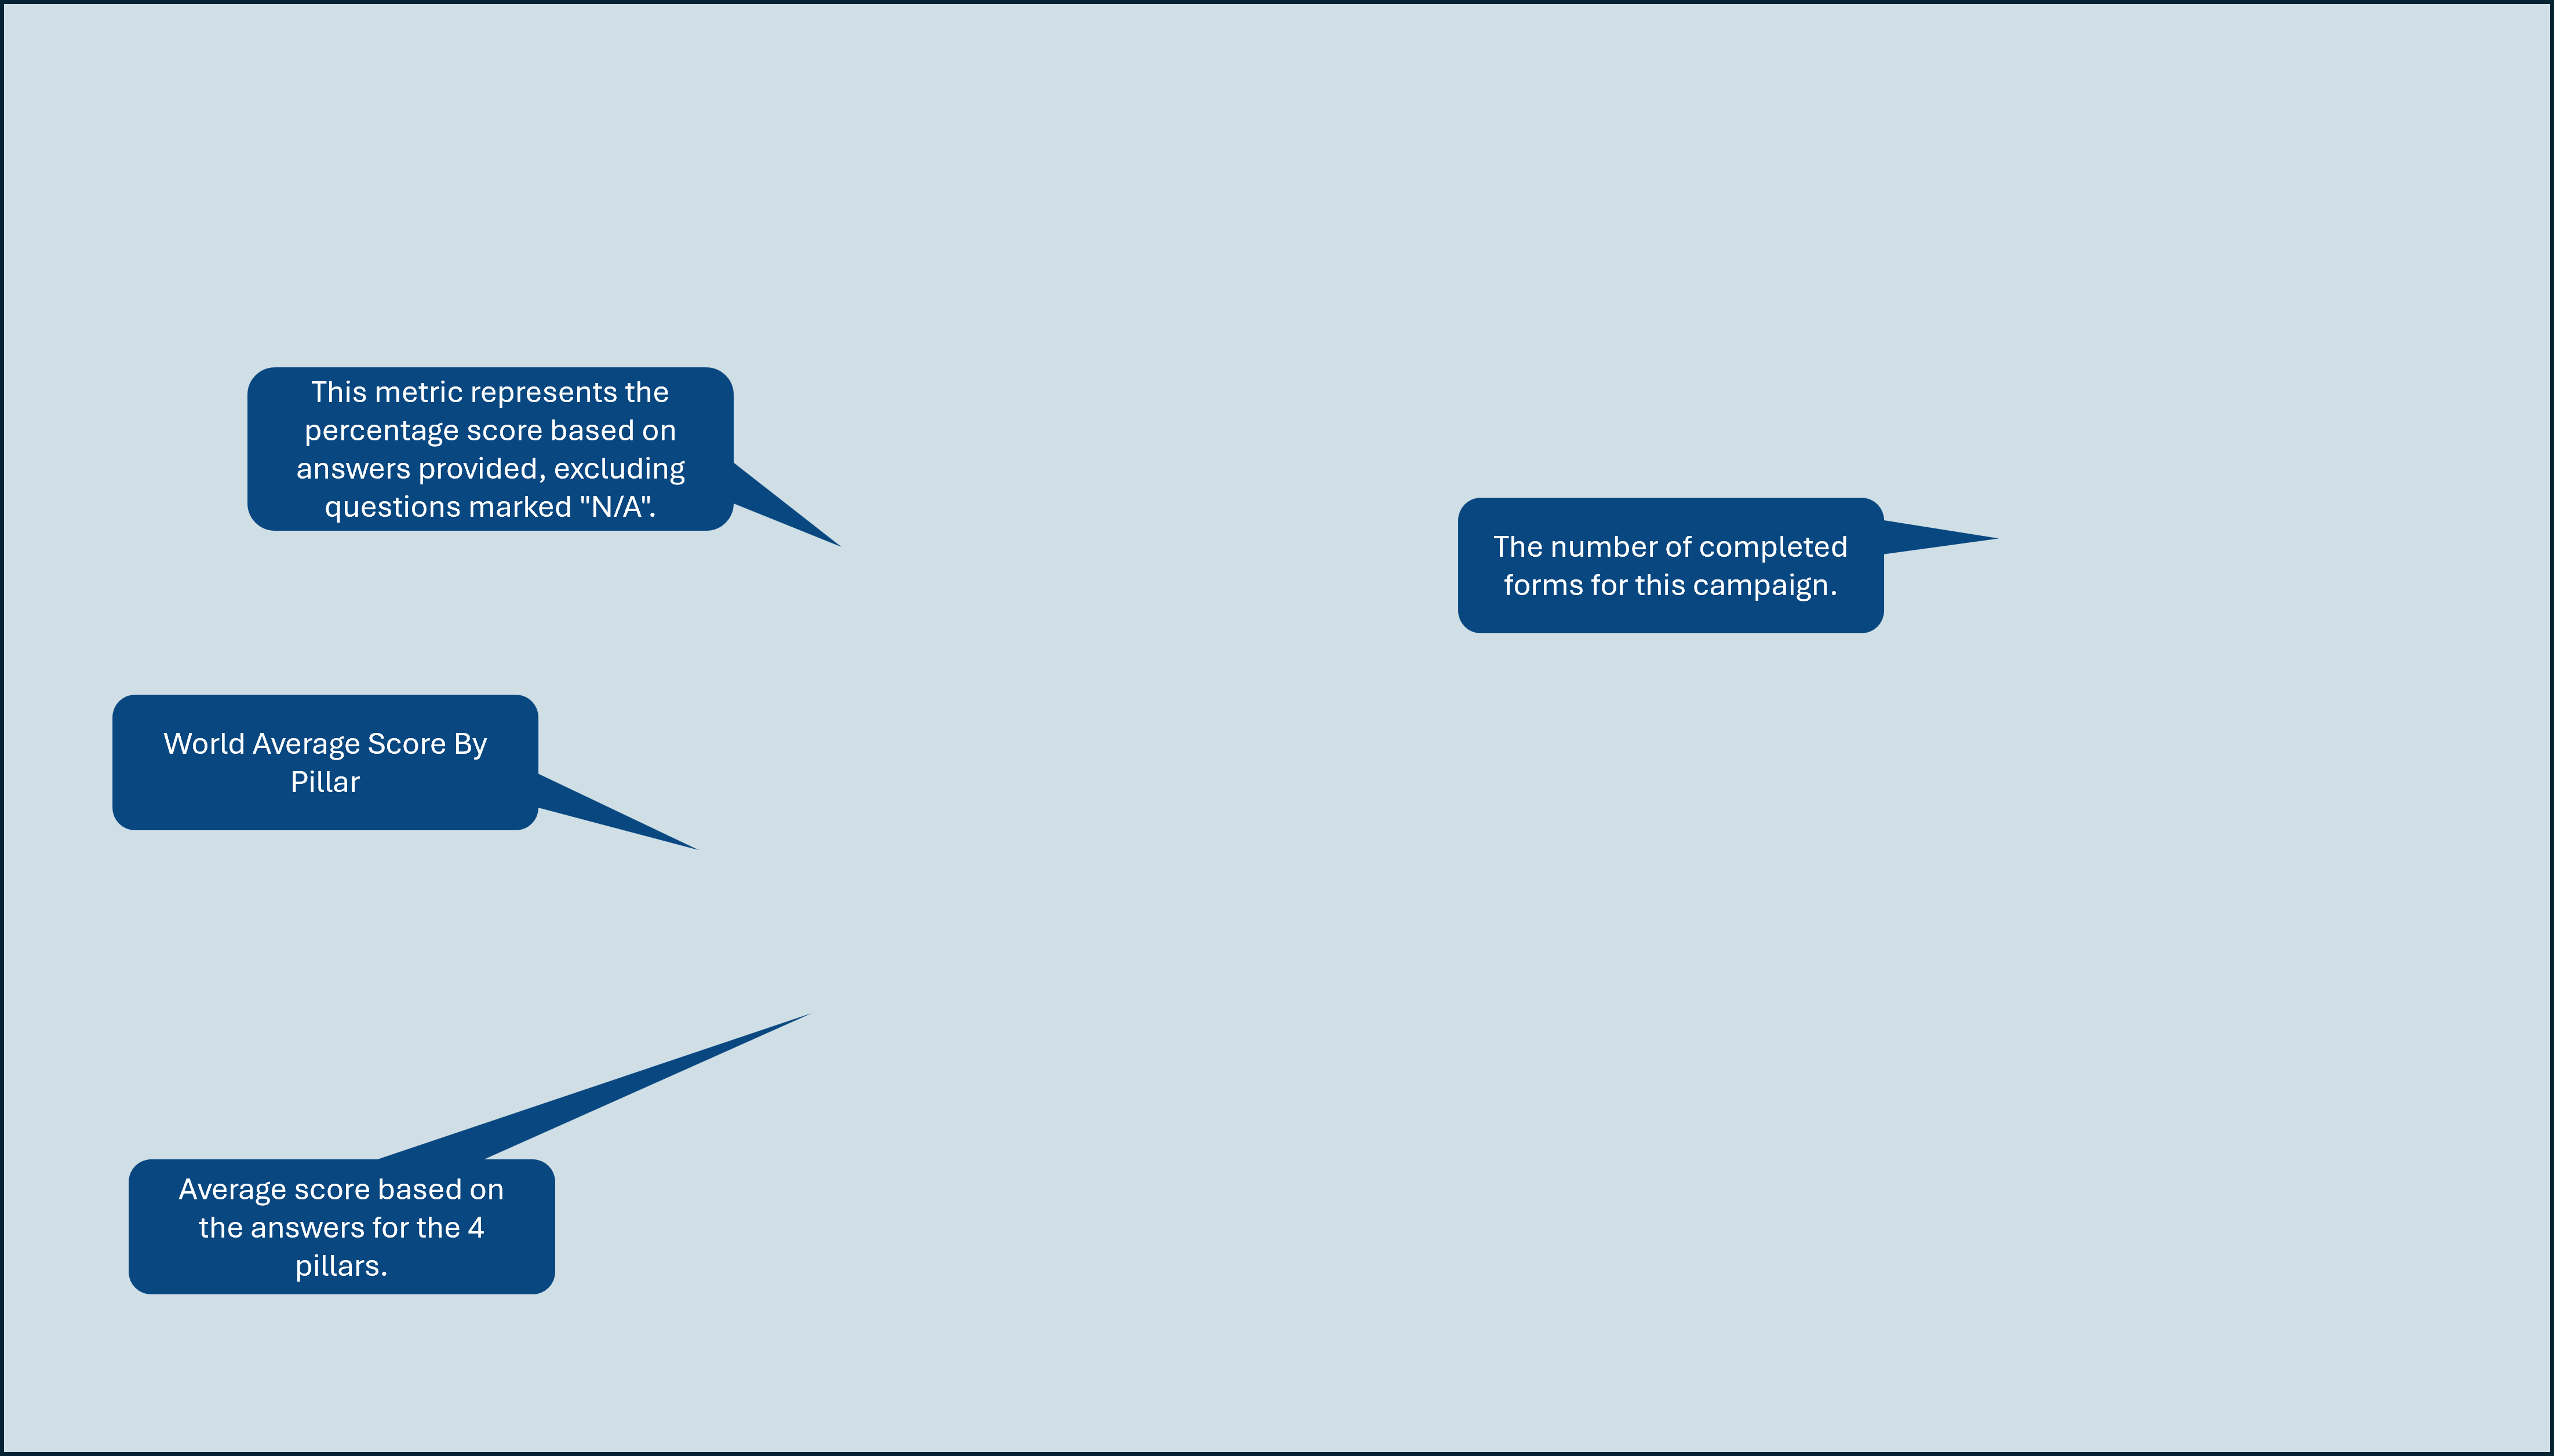 This metric represents the
percentage score based on
answers provided, excluding
questions marked "N/A".
The number of completed
forms for this campaign.
World Average Score By
Pillar
Average score based on
the answers for the 4
pillars.